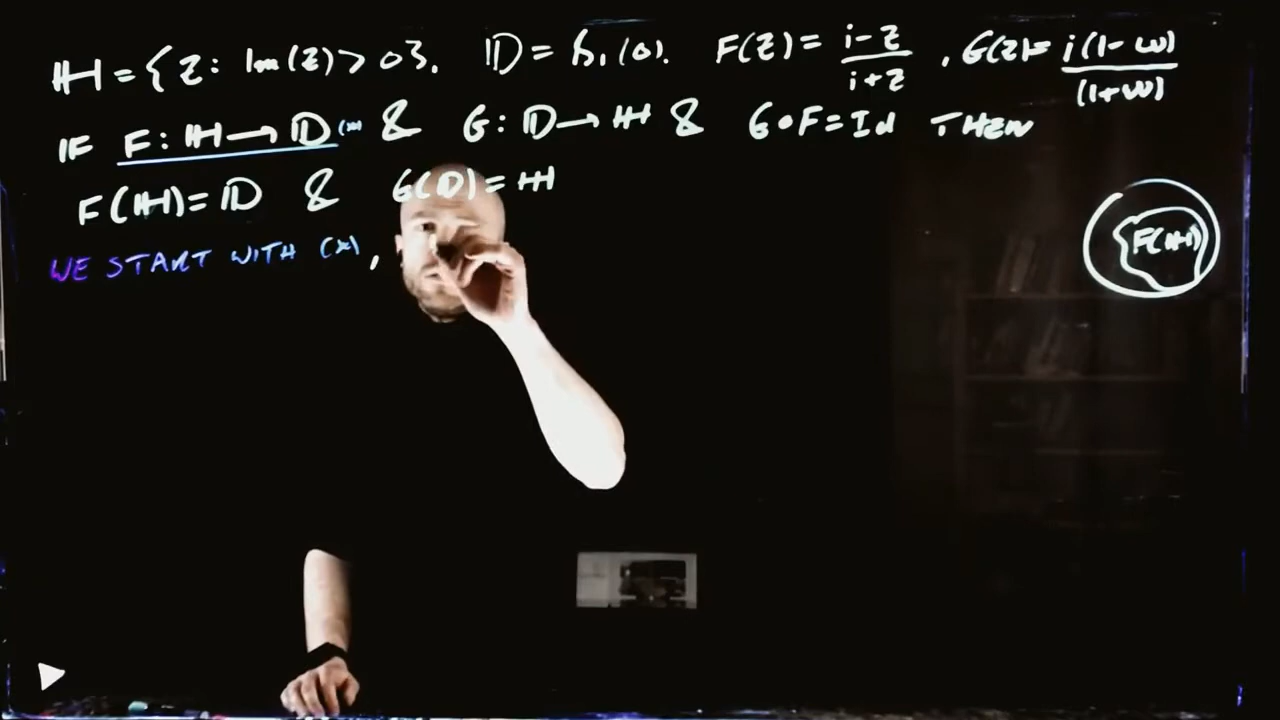 ℍ = {z : Im(z) > 0}. 𝔻 = B₁(0). F(z) = (i-z)/(i+z), G(z) = i(1-w)/(1+w)
IF F : ℍ → 𝔻 (*) & G : 𝔻 → ℍ & G∘F = Id THEN
F(ℍ) = 𝔻 & G(𝔻) = ℍ
WE START WITH (*),
F(ℍ)